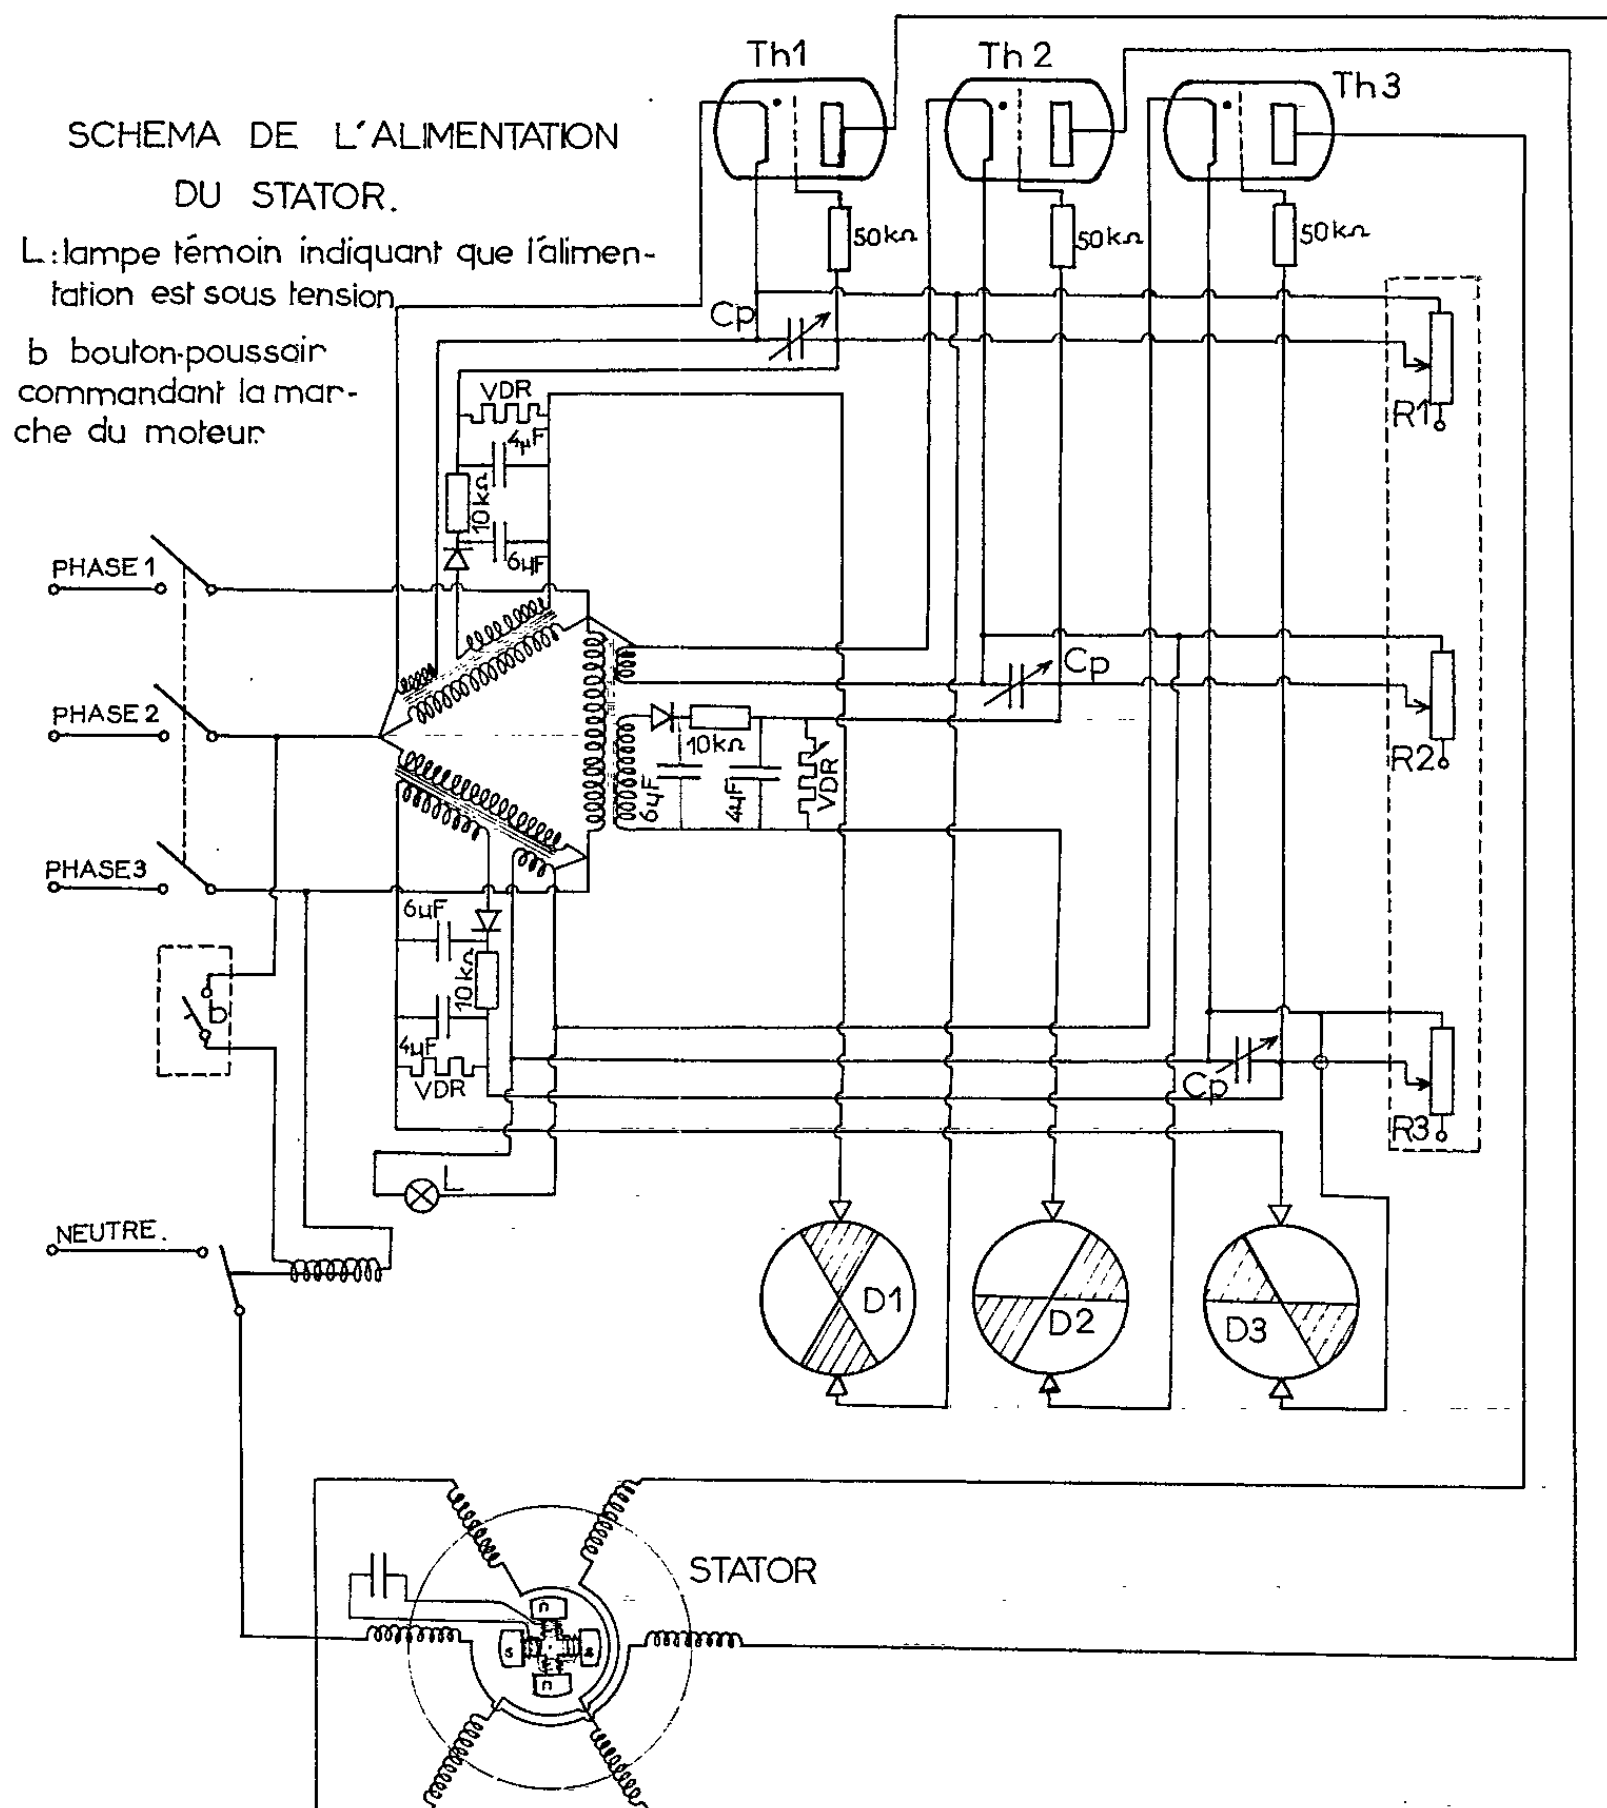 Th1
Th 2
Th3
SCHEMA DE L'ALIMENTATION
DU STATOR.
L.: lampe témoin indiquant que l'alimen-
tation est sous tension
b bouton-poussoir
commandant la mar-
che du moteur.
50kΩ
50kΩ
50kΩ
Cp
VDR
4µF
10kΩ
6µF
R1
PHASE 1
PHASE 2
PHASE 3
Cp
10kΩ
6µF
4µF
VDR
R2
6µF
10kΩ
4µF
VDR
b
Cp
R3
L
NEUTRE.
D1
D2
D3
STATOR
n
s
s
n